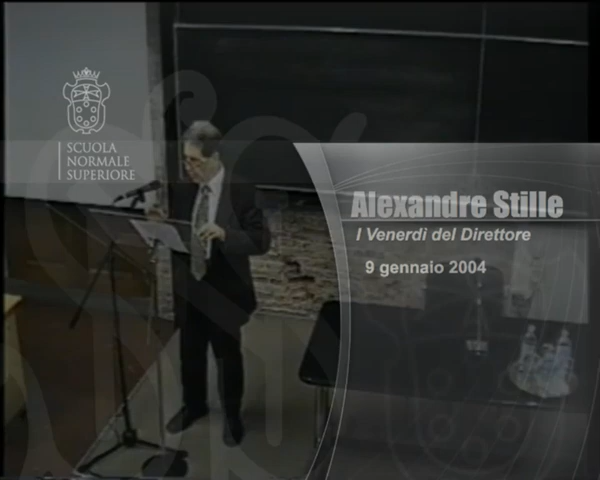 SCUOLA
NORMALE
SUPERIORE
Alexandre Stille
I Venerdì del Direttore
9 gennaio 2004